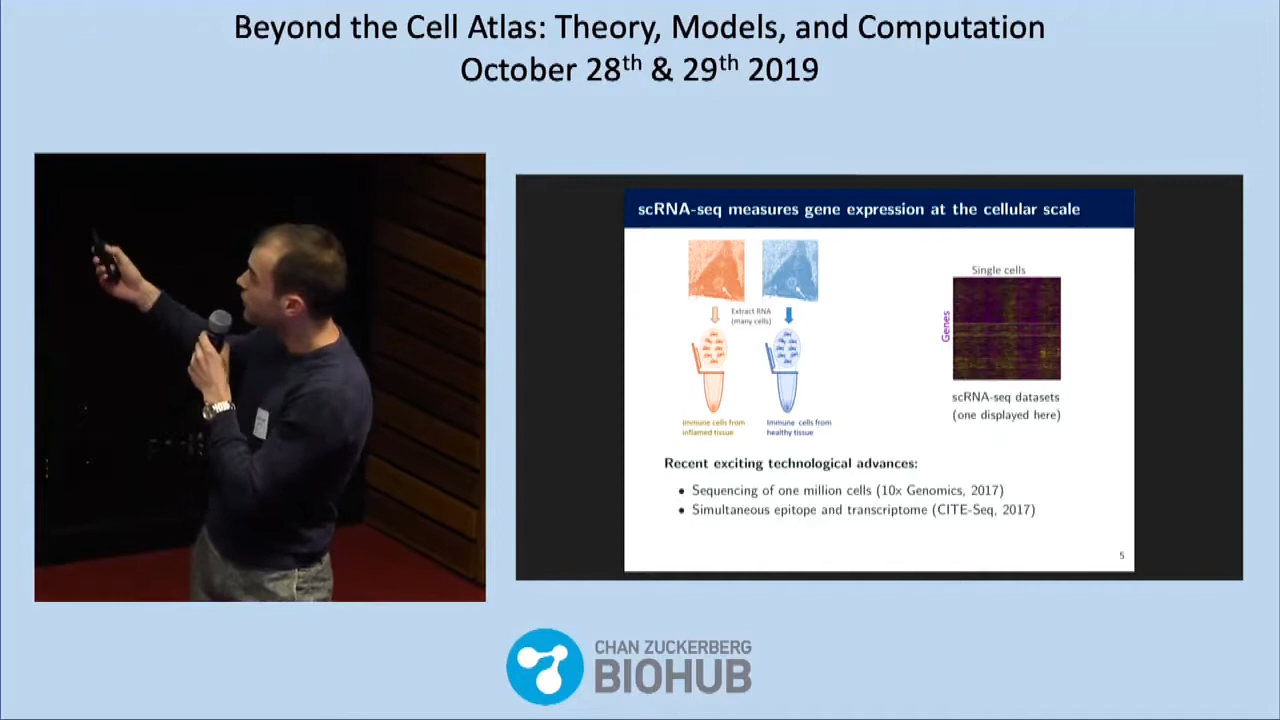 Beyond the Cell Atlas: Theory, Models, and Computation
October 28th & 29th 2019
scRNA-seq measures gene expression at the cellular scale
Extract RNA
(many cells)
Immune cells from
inflamed tissue
Immune cells from
healthy tissue
Single cells
Genes
scRNA-seq datasets
(one displayed here)
Recent exciting technological advances:
• Sequencing of one million cells (10x Genomics, 2017)
• Simultaneous epitope and transcriptome (CITE-Seq, 2017)
5
CHAN ZUCKERBERG
BIOHUB